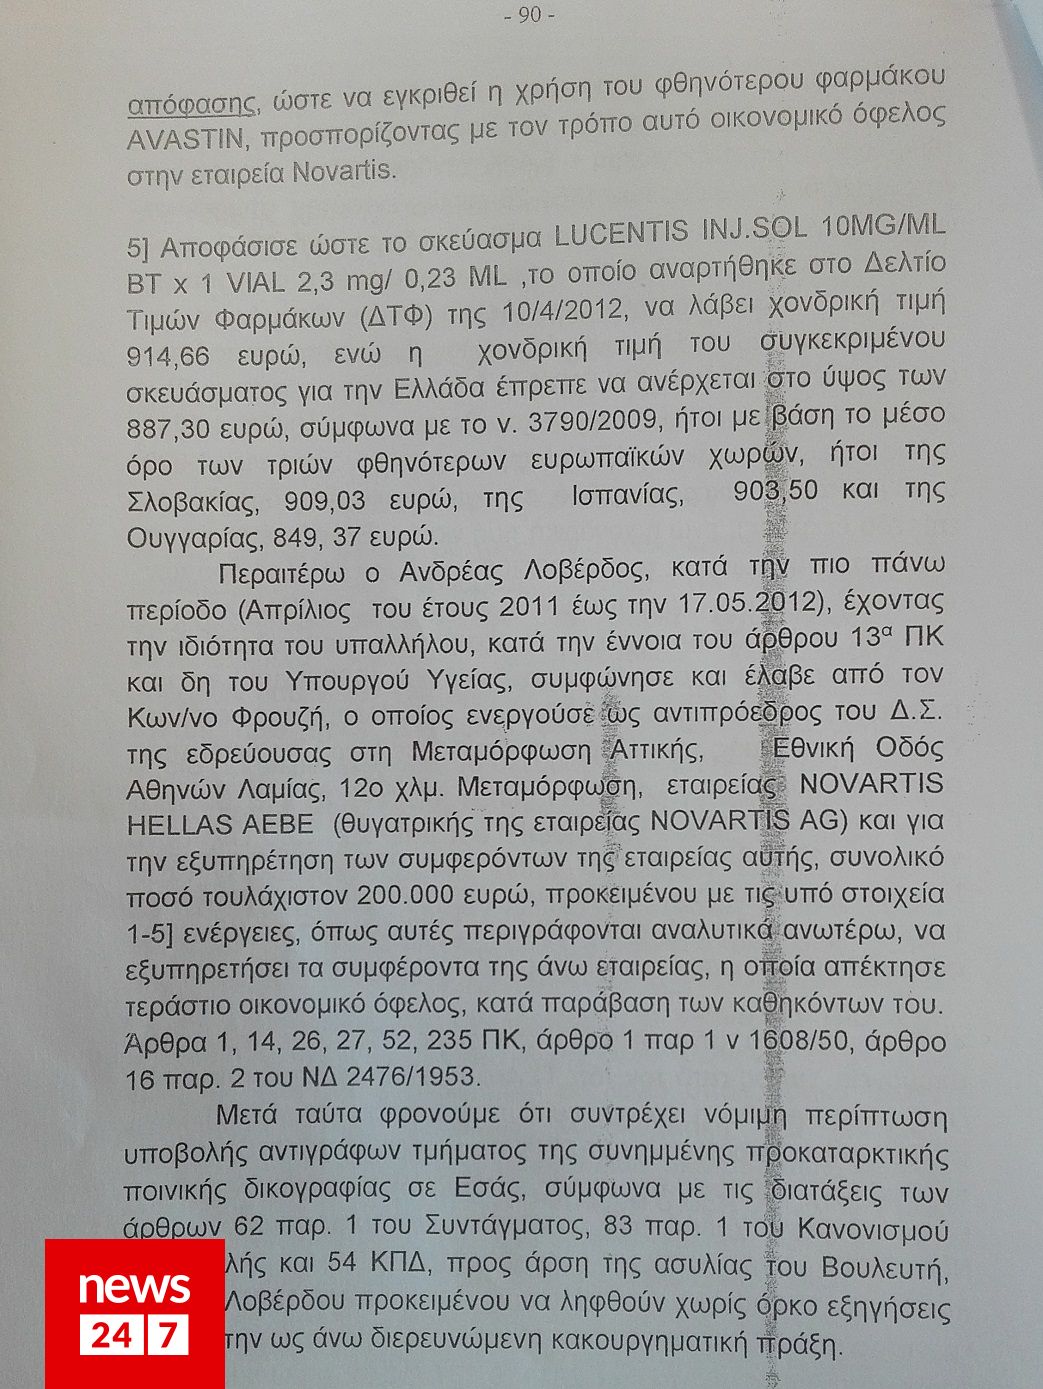 - 90 -
απόφασης, ώστε να εγκριθεί η χρήση του φθηνότερου φαρμάκου
AVASTIN, προσπορίζοντας με τον τρόπο αυτό οικονομικό όφελος
στην εταιρεία Novartis.
5] Αποφάσισε ώστε το σκεύασμα LUCENTIS INJ.SOL 10MG/ML
BT x 1 VIAL 2,3 mg/ 0,23 ML ,το οποίο αναρτήθηκε στο Δελτίο
Τιμών Φαρμάκων (ΔΤΦ) της 10/4/2012, να λάβει χονδρική τιμή
914,66 ευρώ, ενώ η χονδρική τιμή του συγκεκριμένου
σκευάσματος για την Ελλάδα έπρεπε να ανέρχεται στο ύψος των
887,30 ευρώ, σύμφωνα με το ν. 3790/2009, ήτοι με βάση το μέσο
όρο των τριών φθηνότερων ευρωπαϊκών χωρών, ήτοι της
Σλοβακίας, 909,03 ευρώ, της Ισπανίας, 903,50 και της
Ουγγαρίας, 849, 37 ευρώ.
Περαιτέρω ο Ανδρέας Λοβέρδος, κατά την πιο πάνω
περίοδο (Απρίλιος του έτους 2011 έως την 17.05.2012), έχοντας
την ιδιότητα του υπαλλήλου, κατά την έννοια του άρθρου 13α ΠΚ
και δη του Υπουργού Υγείας, συμφώνησε και έλαβε από τον
Κων/νο Φρουζή, ο οποίος ενεργούσε ως αντιπρόεδρος του Δ.Σ.
της εδρεύουσας στη Μεταμόρφωση Αττικής, Εθνική Οδός
Αθηνών Λαμίας, 12ο χλμ. Μεταμόρφωση, εταιρείας NOVARTIS
HELLAS AEBE (θυγατρικής της εταιρείας NOVARTIS AG) και για
την εξυπηρέτηση των συμφερόντων της εταιρείας αυτής, συνολικό
ποσό τουλάχιστον 200.000 ευρώ, προκειμένου με τις υπό στοιχεία
1-5] ενέργειες, όπως αυτές περιγράφονται αναλυτικά ανωτέρω, να
εξυπηρετήσει τα συμφέροντα της άνω εταιρείας, η οποία απέκτησε
τεράστιο οικονομικό όφελος, κατά παράβαση των καθηκόντων του.
Άρθρα 1, 14, 26, 27, 52, 235 ΠΚ, άρθρο 1 παρ 1 ν 1608/50, άρθρο
16 παρ. 2 του ΝΔ 2476/1953.
Μετά ταύτα φρονούμε ότι συντρέχει νόμιμη περίπτωση
υποβολής αντιγράφων τμήματος της συνημμένης προκαταρκτικής
ποινικής δικογραφίας σε Εσάς, σύμφωνα με τις διατάξεις των
άρθρων 62 παρ. 1 του Συντάγματος, 83 παρ. 1 του Κανονισμού
λής και 54 ΚΠΔ, προς άρση της ασυλίας του Βουλευτή,
Λοβέρδου προκειμένου να ληφθούν χωρίς όρκο εξηγήσεις
την ως άνω διερευνώμενη κακουργηματική πράξη.
news
24 7